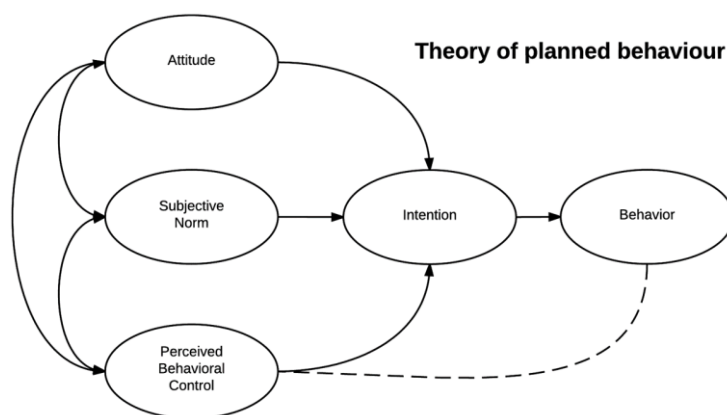 Theory of planned behaviour
Attitude
Subjective
Norm
Intention
Behavior
Perceived
Behavioral
Control